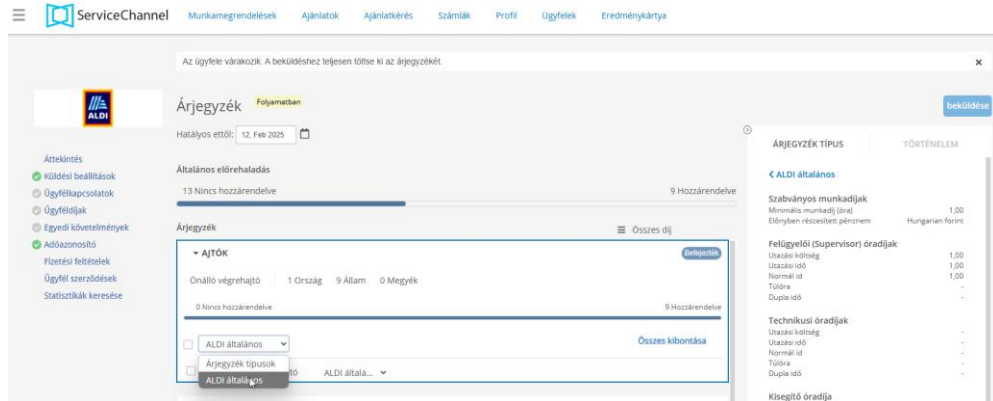 ServiceChannel Munkamegrendelések Ajánlatok Ajánlatkérés Számlák Profil Ügyfelek Eredménykártya
Az ügyfele várakozik. A beküldéshez teljesen töltse ki az árjegyzékét.
ALDI
Áttekintés
Küldési beállítások
Ügyfélkapcsolatok
Ügyféldíjak
Egyedi követelmények
Adóazonosító
Fizetési feltételek
Ügyfél szerződések
Statisztikák keresése
Árjegyzék Folyamatban
beküldése
Hatályos ettől: 12, Feb 2025
Általános előrehaladás
13 Nincs hozzárendelve 9 Hozzárendelve
Árjegyzék Összes díj
AJTÓK Befejezték
Önálló végrehajtó 1 Ország 9 Állam 0 Megyék
0 Nincs hozzárendelve 9 Hozzárendelve
ALDI általános Összes kibontása
Árjegyzék típusok
ALDI általános
tó ALDI általá...
ÁRJEGYZÉK TÍPUS TÖRTÉNELEM
ALDI általános
Szabványos munkadíjak
Minimális munkadíj (óra) 1,00
Előnyben részesített pénznem Hungarian forint
Felügyelői (Supervisor) óradíjak
Utazási költség 1,00
Utazási idő 1,00
Normál id 1,00
Túlóra -
Dupla idő -
Technikusi óradíjak
Utazási költség -
Utazási idő -
Normál id -
Túlóra -
Dupla idő -
Kisegítő óradíja